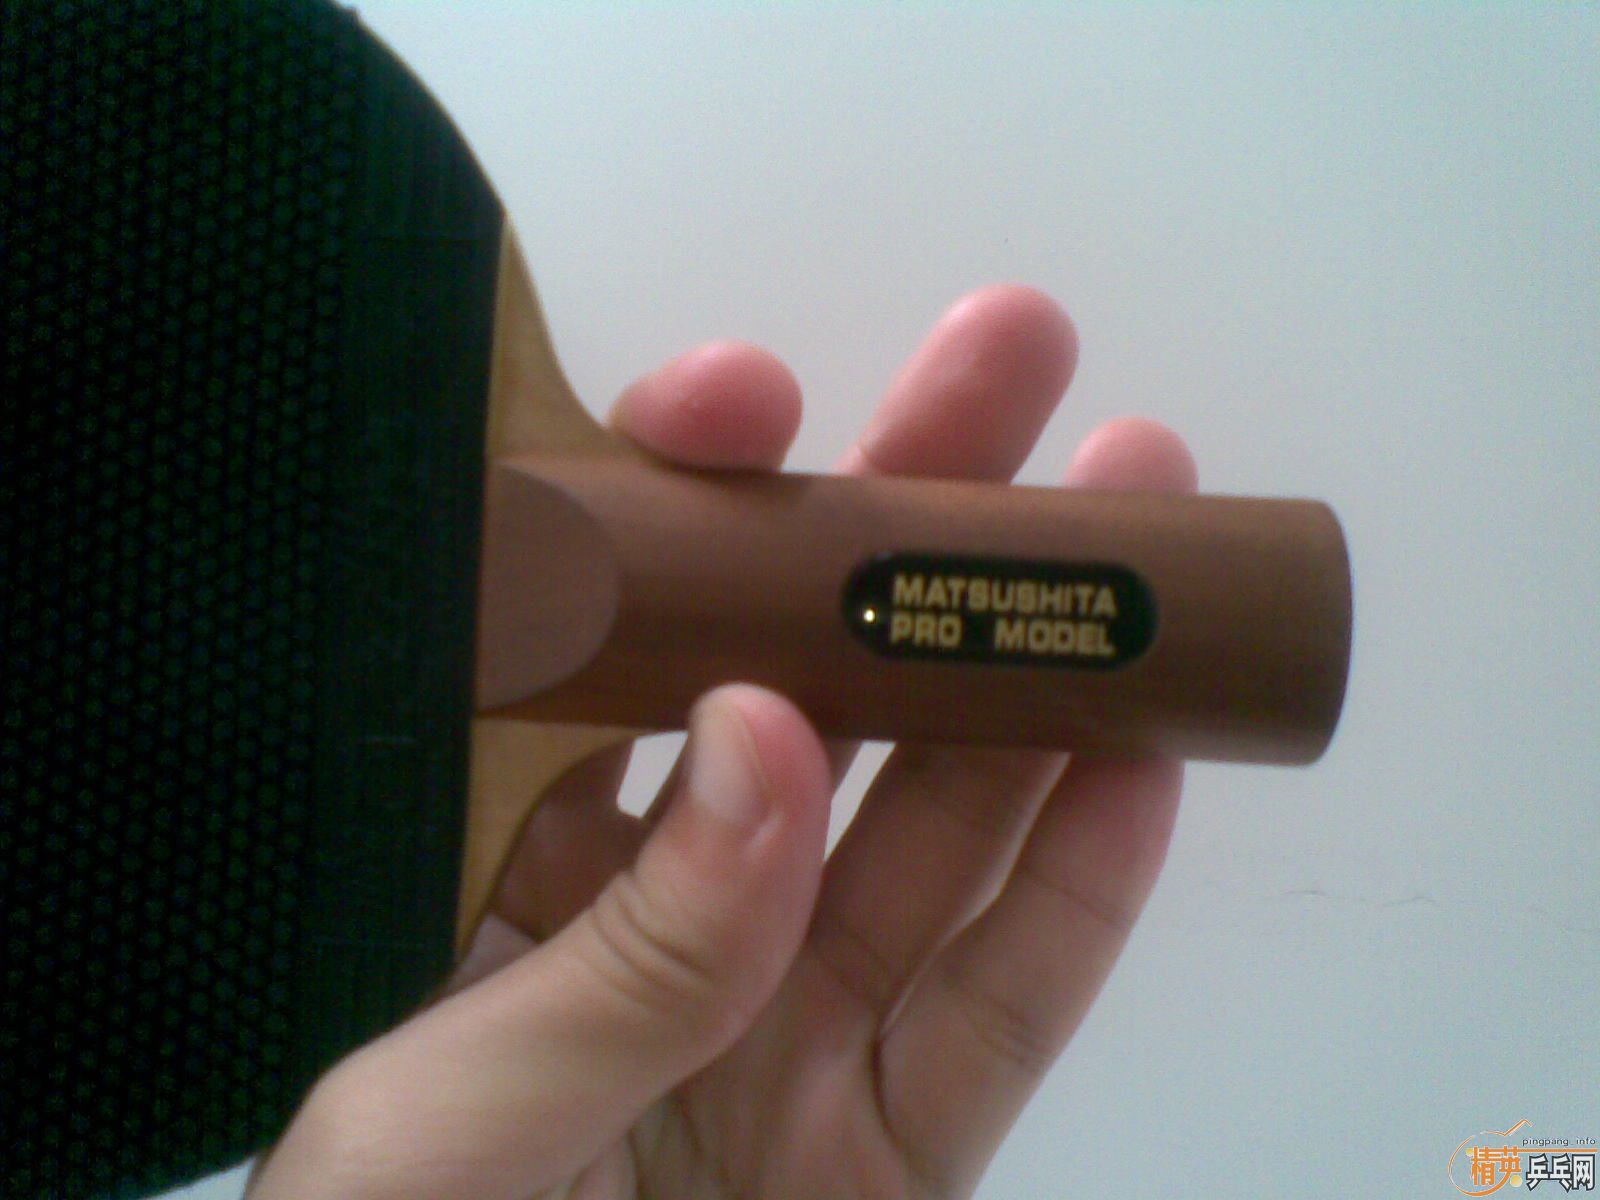 MATSUSHITA
PRO MODEL
pingpang_info
精英乒乓网